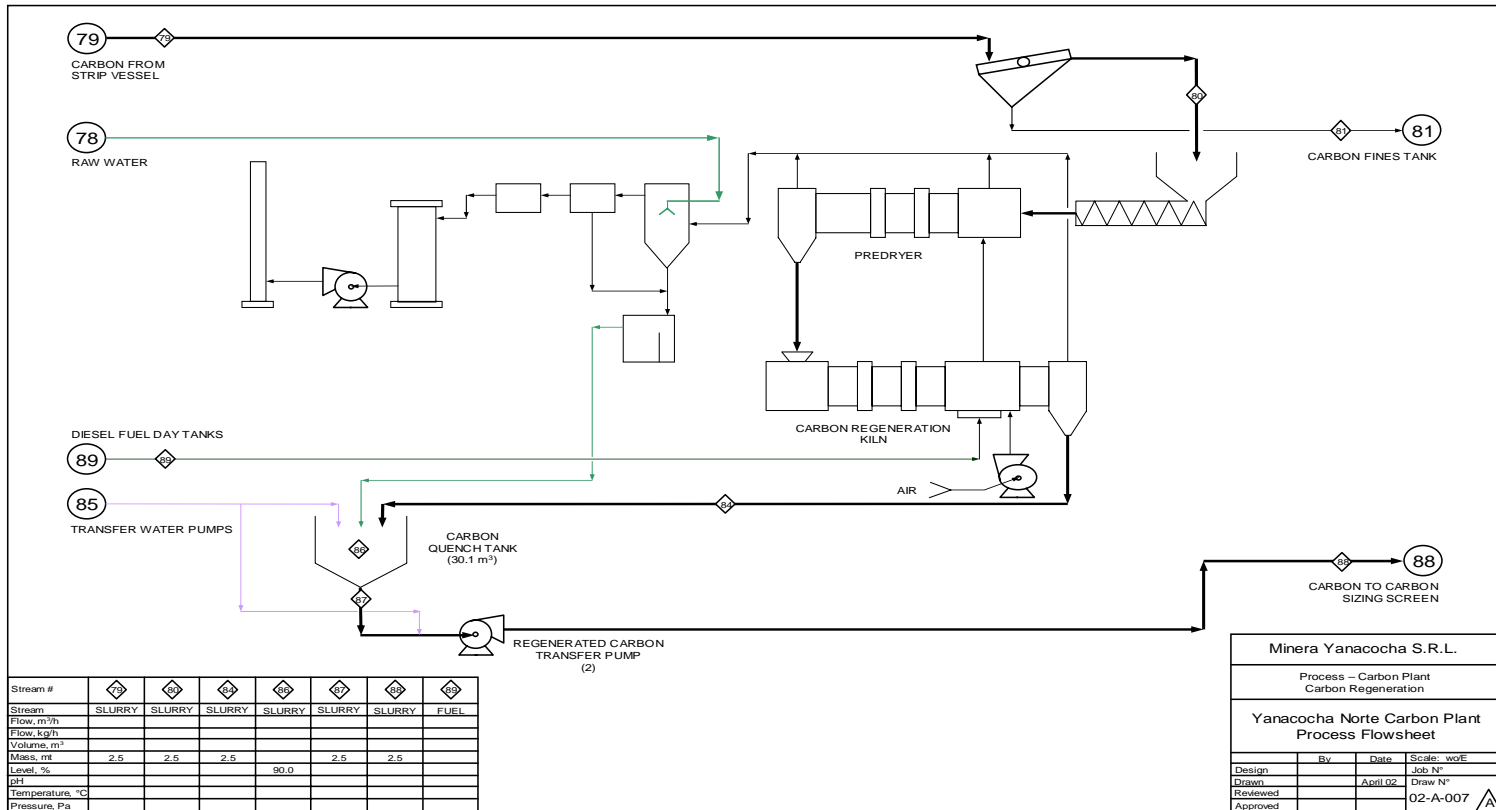 79
79
CARBON FROM
STRIP VESSEL
80
78
RAW WATER
81
81
CARBON FINES TANK
PREDRYER
CARBON REGENERATION
KILN
DIESEL FUEL DAY TANKS
89
89
AIR
85
TRANSFER WATER PUMPS
84
86
CARBON
QUENCH TANK
(30.1 m³)
87
88
88
CARBON TO CARBON
SIZING SCREEN
REGENERATED CARBON
TRANSFER PUMP
(2)
Stream # 79 80 84 86 87 88 89
Stream SLURRY SLURRY SLURRY SLURRY SLURRY SLURRY FUEL
Flow, m³/h
Flow, kg/h
Volume, m³
Mass, mt 2.5 2.5 2.5 2.5 2.5
Level, % 90.0
pH
Temperature, °C
Pressure, Pa
Minera Yanacocha S.R.L.
Process – Carbon Plant
Carbon Regeneration
Yanacocha Norte Carbon Plant
Process Flowsheet
By Date Scale: wo/E
Design Job N°
Drawn April 02 Draw N°
Reviewed 02-A-007 A
Approved